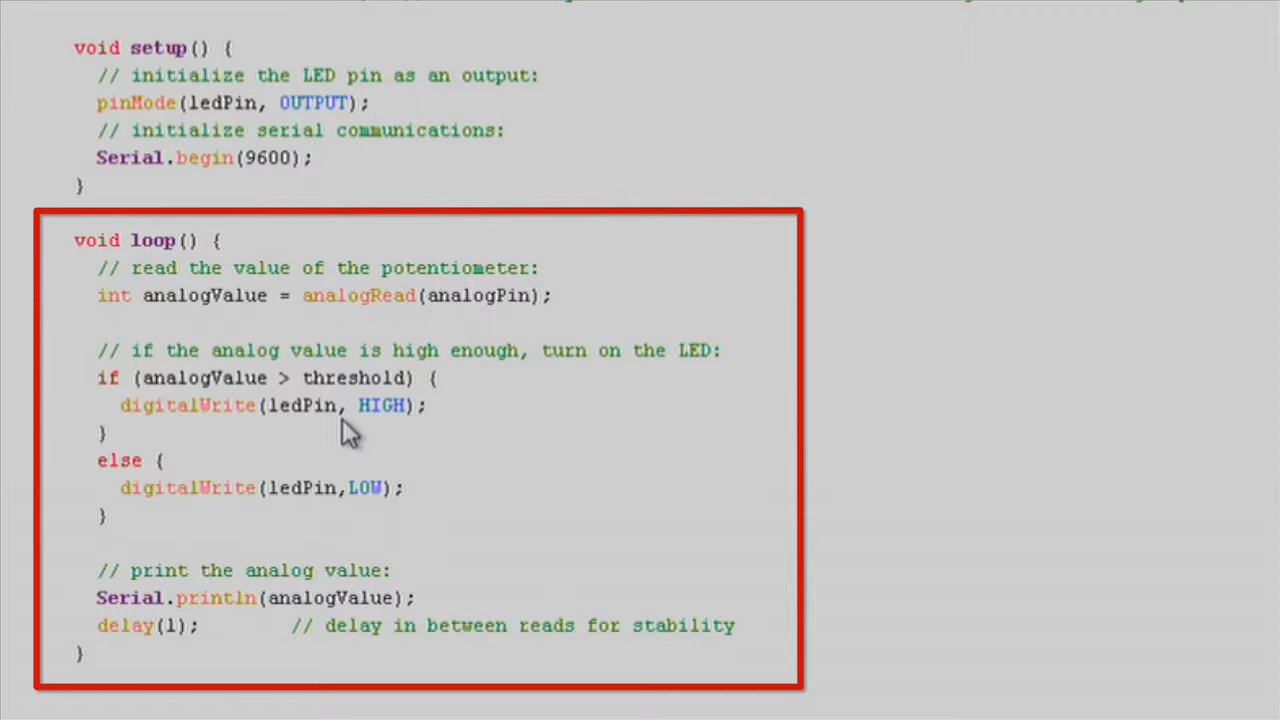 void setup() {
// initialize the LED pin as an output:
pinMode(ledPin, OUTPUT);
// initialize serial communications:
Serial.begin(9600);
}
void loop() {
// read the value of the potentiometer:
int analogValue = analogRead(analogPin);
// if the analog value is high enough, turn on the LED:
if (analogValue > threshold) {
digitalWrite(ledPin, HIGH);
}
else {
digitalWrite(ledPin,LOW);
}
// print the analog value:
Serial.println(analogValue);
delay(1); // delay in between reads for stability
}